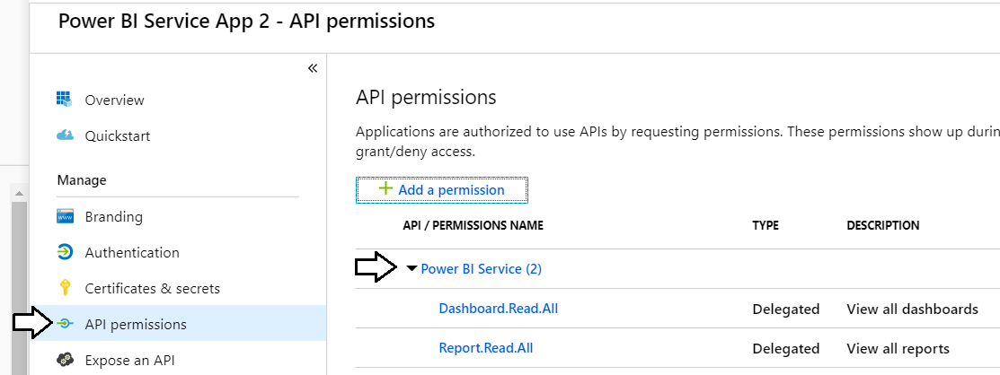 Power BI Service App 2 - API permissions
«
Overview
Quickstart
Manage
Branding
Authentication
Certificates & secrets
API permissions
Expose an API
API permissions
Applications are authorized to use APIs by requesting permissions. These permissions show up durin
grant/deny access.
+ Add a permission
API / PERMISSIONS NAME TYPE DESCRIPTION
Power BI Service (2)
Dashboard.Read.All Delegated View all dashboards
Report.Read.All Delegated View all reports